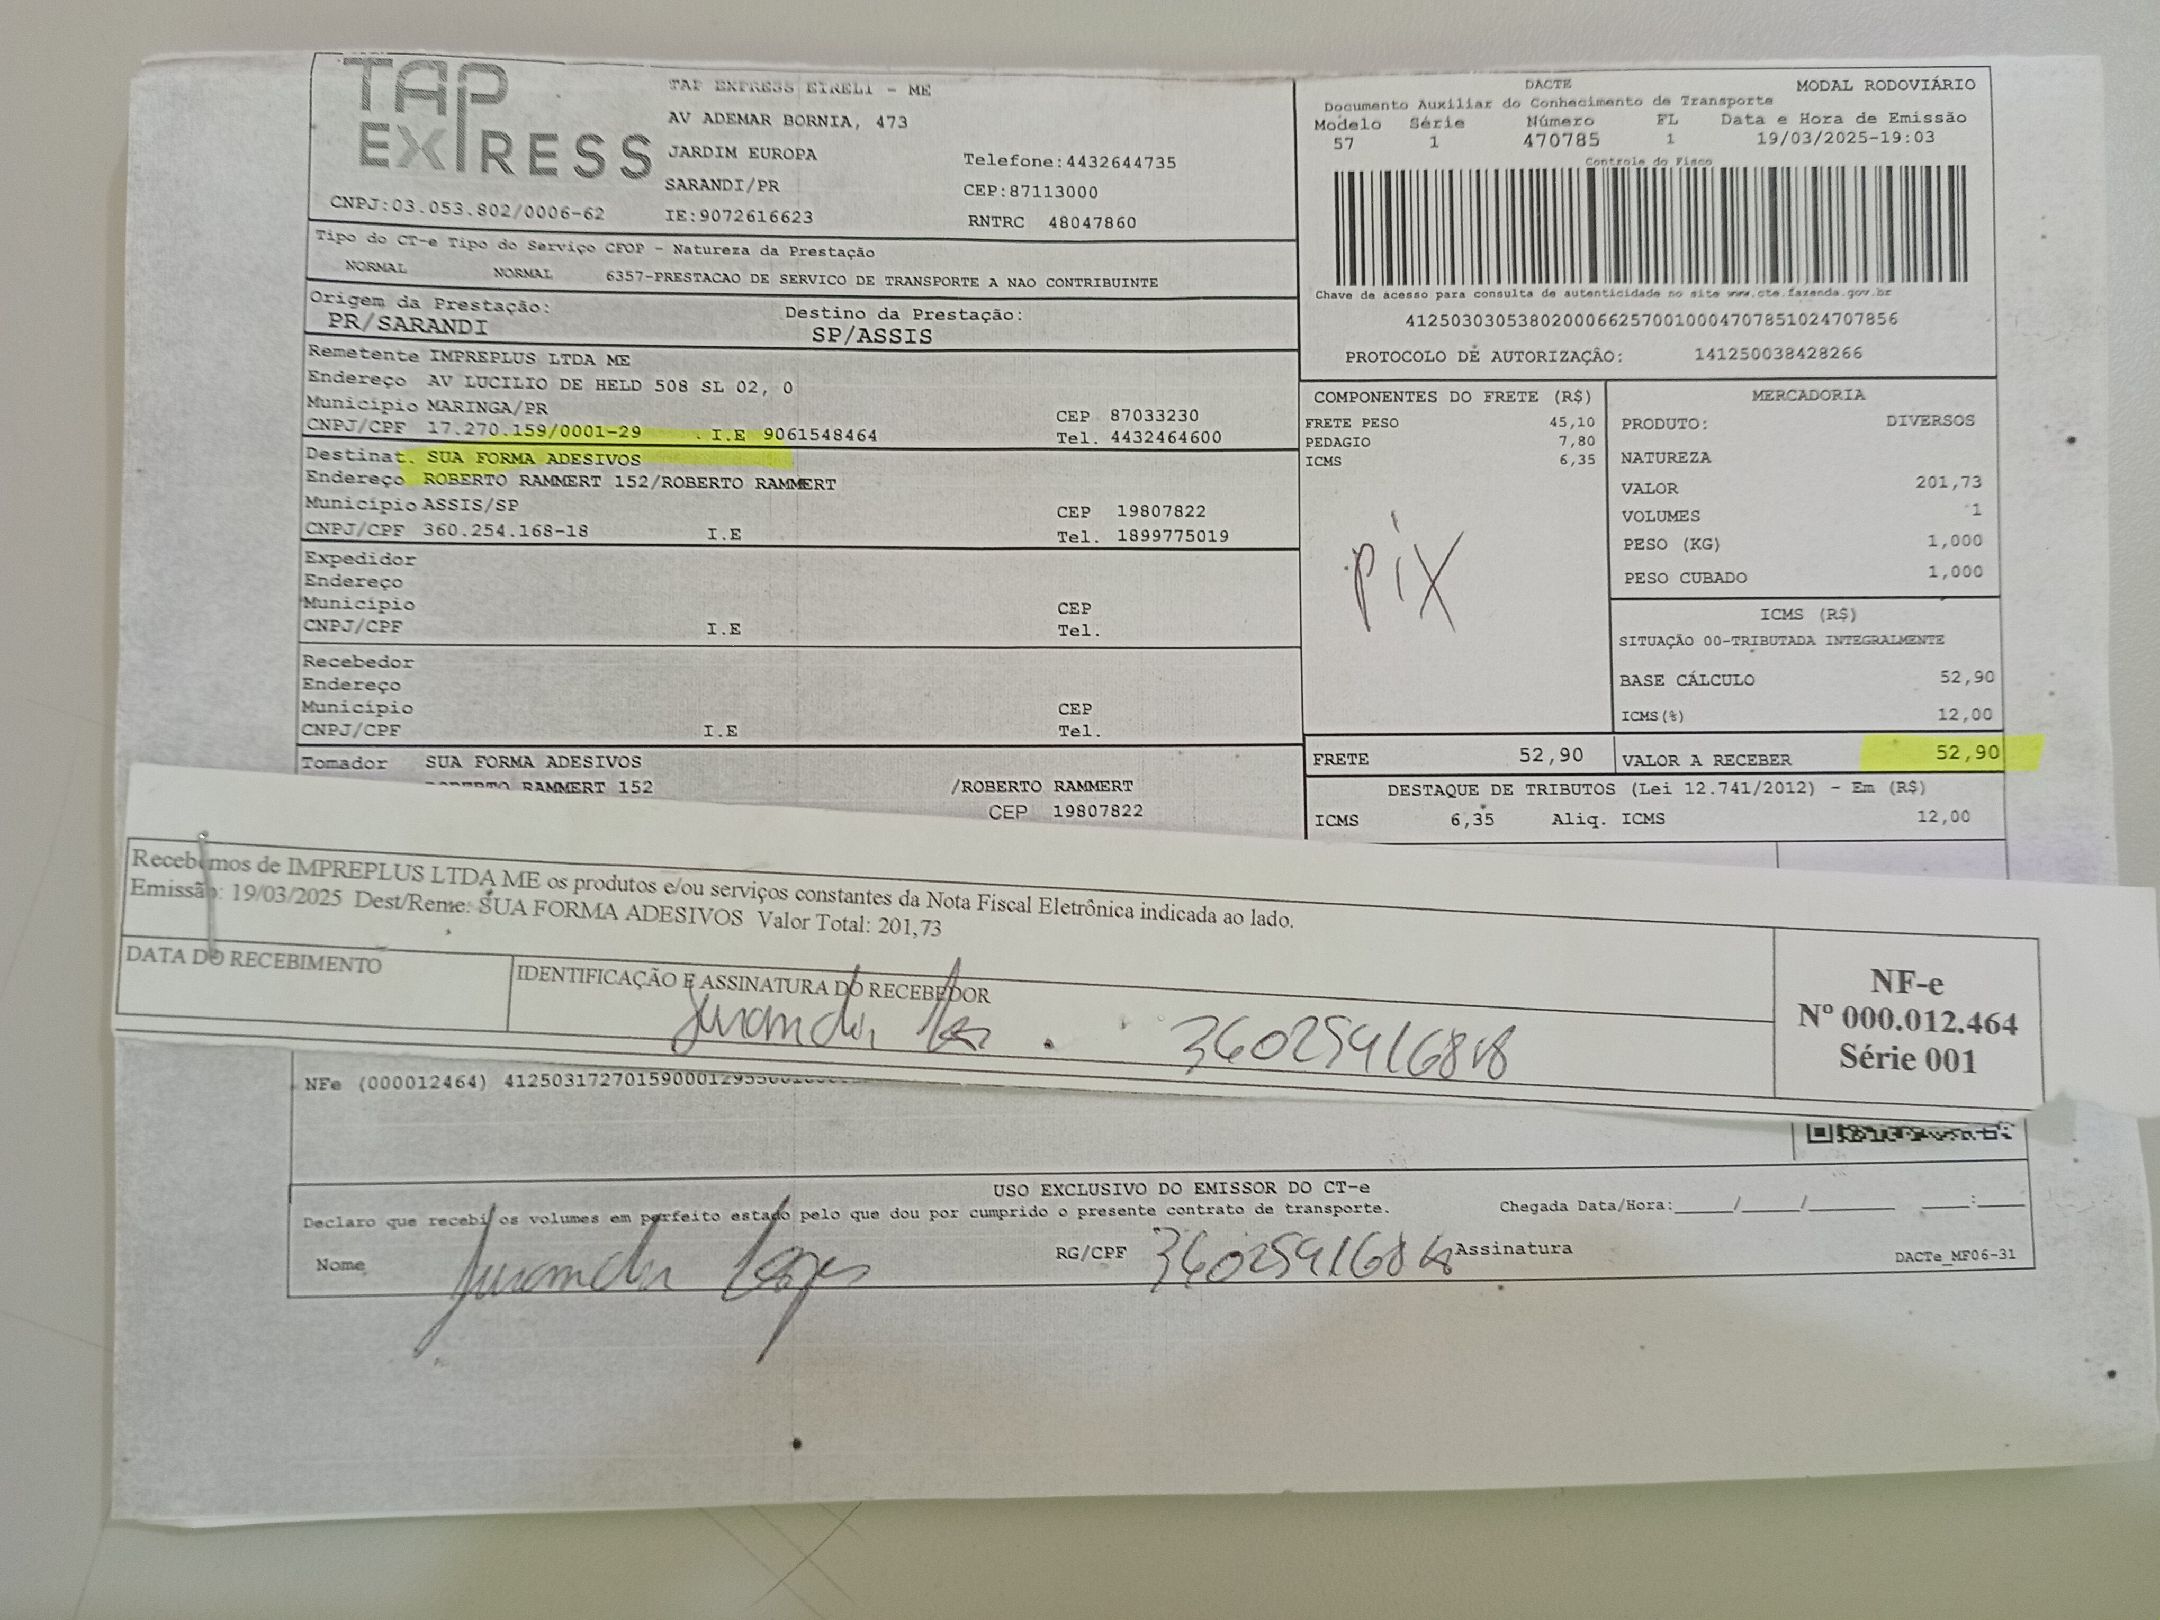 TAP EXPRESS
TAP EXPRESS EIRELI - ME
AV ADEMAR BORNIA, 473
JARDIM EUROPA
Telefone:4432644735
SARANDI/PR
CEP:87113000
CNPJ:03.053.802/0006-62
IE:9072616623
RNTRC 48047860
DACTE MODAL RODOVIÁRIO
Documento Auxiliar do Conhecimento de Transporte
Modelo Série Número FL Data e Hora de Emissão
57 1 470785 1 19/03/2025-19:03
Controle do Fisco
Chave de acesso para consulta de autenticidade no site www.cte.fazenda.gov.br
41250303053802000662570010004707851024707856
PROTOCOLO DE AUTORIZAÇÃO: 141250038428266
Tipo do CT-e Tipo do Serviço CFOP - Natureza da Prestação
NORMAL NORMAL 6357-PRESTACAO DE SERVICO DE TRANSPORTE A NAO CONTRIBUINTE
Origem da Prestação: Destino da Prestação:
PR/SARANDI SP/ASSIS
Remetente IMPREPLUS LTDA ME
Endereço AV LUCILIO DE HELD 508 SL 02, 0
Município MARINGA/PR CEP 87033230
CNPJ/CPF 17.270.159/0001-29 I.E 9061548464 Tel. 4432464600
Destinat. SUA FORMA ADESIVOS
Endereço ROBERTO RAMMERT 152/ROBERTO RAMMERT
Município ASSIS/SP CEP 19807822
CNPJ/CPF 360.254.168-18 I.E Tel. 1899775019
Expedidor
Endereço
Município CEP
CNPJ/CPF I.E Tel.
Recebedor
Endereço
Município CEP
CNPJ/CPF I.E Tel.
Tomador SUA FORMA ADESIVOS
RAMMERT 152 /ROBERTO RAMMERT
CEP 19807822
COMPONENTES DO FRETE (R$)
FRETE PESO 45,10
PEDAGIO 7,80
ICMS 6,35
pix
MERCADORIA
PRODUTO: DIVERSOS
NATUREZA
VALOR 201,73
VOLUMES 1
PESO (KG) 1,000
PESO CUBADO 1,000
ICMS (R$)
SITUAÇÃO 00-TRIBUTADA INTEGRALMENTE
BASE CÁLCULO 52,90
ICMS(%) 12,00
FRETE 52,90 VALOR A RECEBER 52,90
DESTAQUE DE TRIBUTOS (Lei 12.741/2012) - Em (R$)
ICMS 6,35 Aliq. ICMS 12,00
Recebemos de IMPREPLUS LTDA ME os produtos e/ou serviços constantes da Nota Fiscal Eletrônica indicada ao lado.
Emissão: 19/03/2025 Dest/Reme: SUA FORMA ADESIVOS Valor Total: 201,73
DATA DO RECEBIMENTO
IDENTIFICAÇÃO E ASSINATURA DO RECEBEDOR
NF-e
Nº 000.012.464
Série 001
NFe (000012464)
USO EXCLUSIVO DO EMISSOR DO CT-e
Declaro que recebi os volumes em perfeito estado pelo que dou por cumprido o presente contrato de transporte.
Chegada Data/Hora:_____/_____/________ ____:____
Nome Jurandir Lopes RG/CPF Assinatura
DACTe_MF06-31